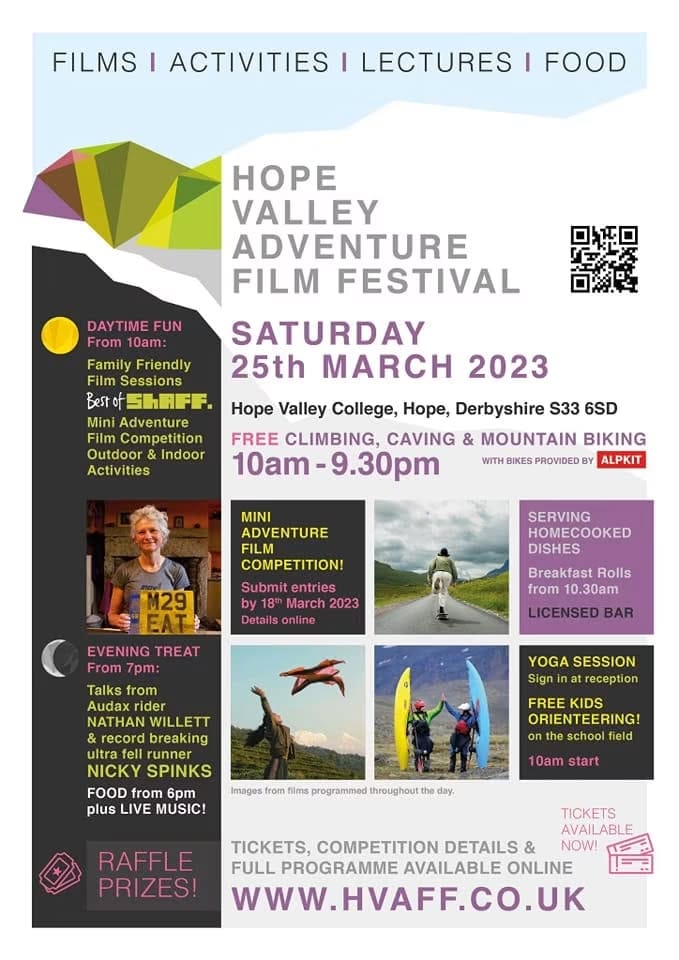 FILMS I ACTIVITIES I LECTURES I FOOD
HOPE
VALLEY
ADVENTURE
FILM FESTIVAL
SATURDAY
25th MARCH 2023
Hope Valley College, Hope, Derbyshire S33 6SD
FREE CLIMBING, CAVING & MOUNTAIN BIKING
10am - 9.30pm
WITH BIKES PROVIDED BY ALPKIT
DAYTIME FUN
From 10am:
Family Friendly
Film Sessions
Best of ShAFF.
Mini Adventure
Film Competition
Outdoor & Indoor
Activities
M29
EAT
EVENING TREAT
From 7pm:
Talks from
Audax rider
NATHAN WILLETT
& record breaking
ultra fell runner
NICKY SPINKS
FOOD from 6pm
plus LIVE MUSIC!
RAFFLE
PRIZES!
MINI
ADVENTURE
FILM
COMPETITION!
Submit entries
by 18th March 2023
Details online
SERVING
HOMECOOKED
DISHES
Breakfast Rolls
from 10.30am
LICENSED BAR
YOGA SESSION
Sign in at reception
FREE KIDS
ORIENTEERING!
on the school field
10am start
Images from films programmed throughout the day.
TICKETS
AVAILABLE
NOW!
TICKETS, COMPETITION DETAILS &
FULL PROGRAMME AVAILABLE ONLINE
WWW.HVAFF.CO.UK